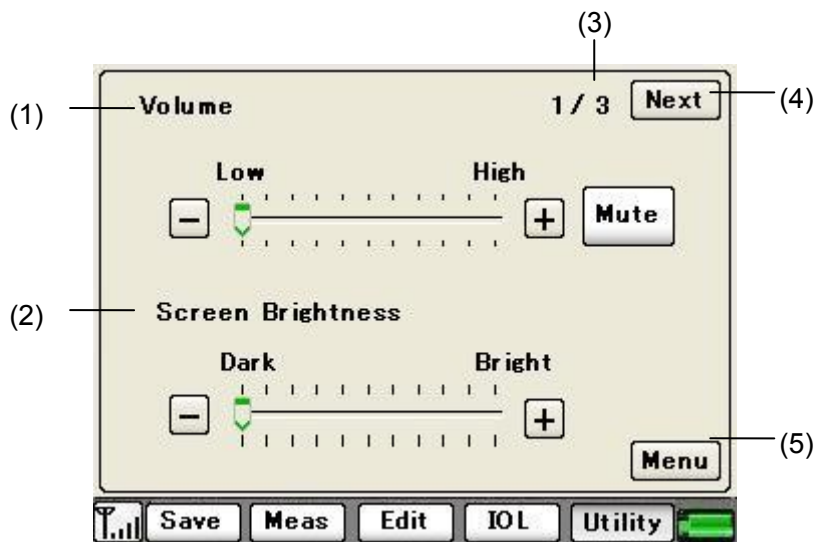 (3)
(1) Volume 1 / 3 Next (4)
Low High
− + Mute
(2) Screen Brightness
Dark Bright
− +
Menu (5)
Save Meas Edit IOL Utility